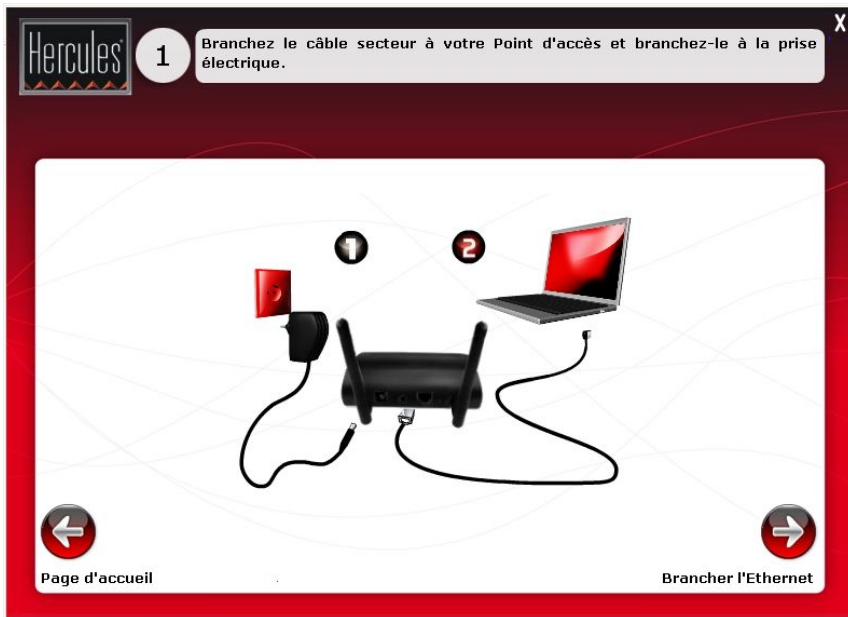 X
Hercules
1
Branchez le câble secteur à votre Point d'accès et branchez-le à la prise
électrique.
1
2
Page d'accueil
Brancher l'Ethernet